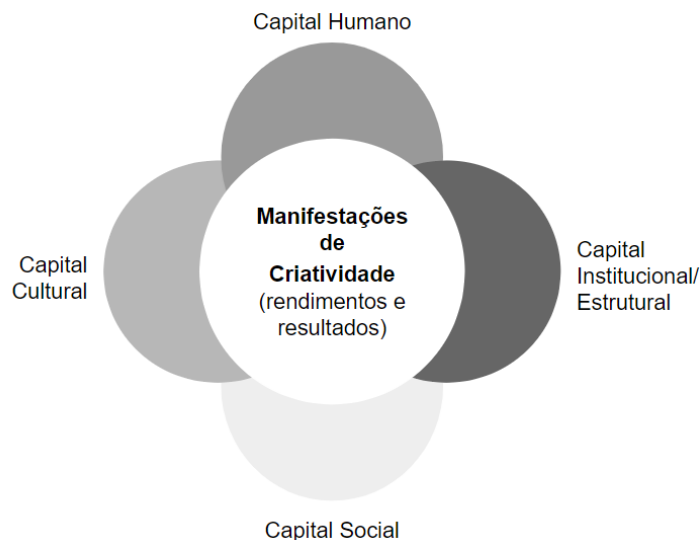 Capital Humano
Manifestações
de
Criatividade
(rendimentos e
resultados)
Capital
Cultural
Capital
Institucional/
Estrutural
Capital Social